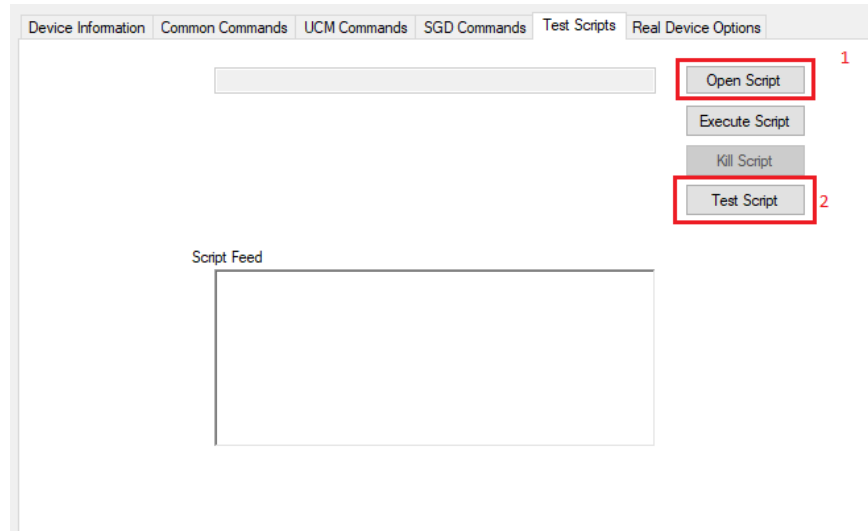 Device Information Common Commands UCM Commands SGD Commands Test Scripts Real Device Options
1
Open Script
Execute Script
Kill Script
Test Script 2
Script Feed